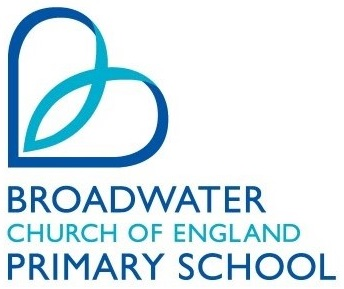 BROADWATER
CHURCH OF ENGLAND
PRIMARY SCHOOL